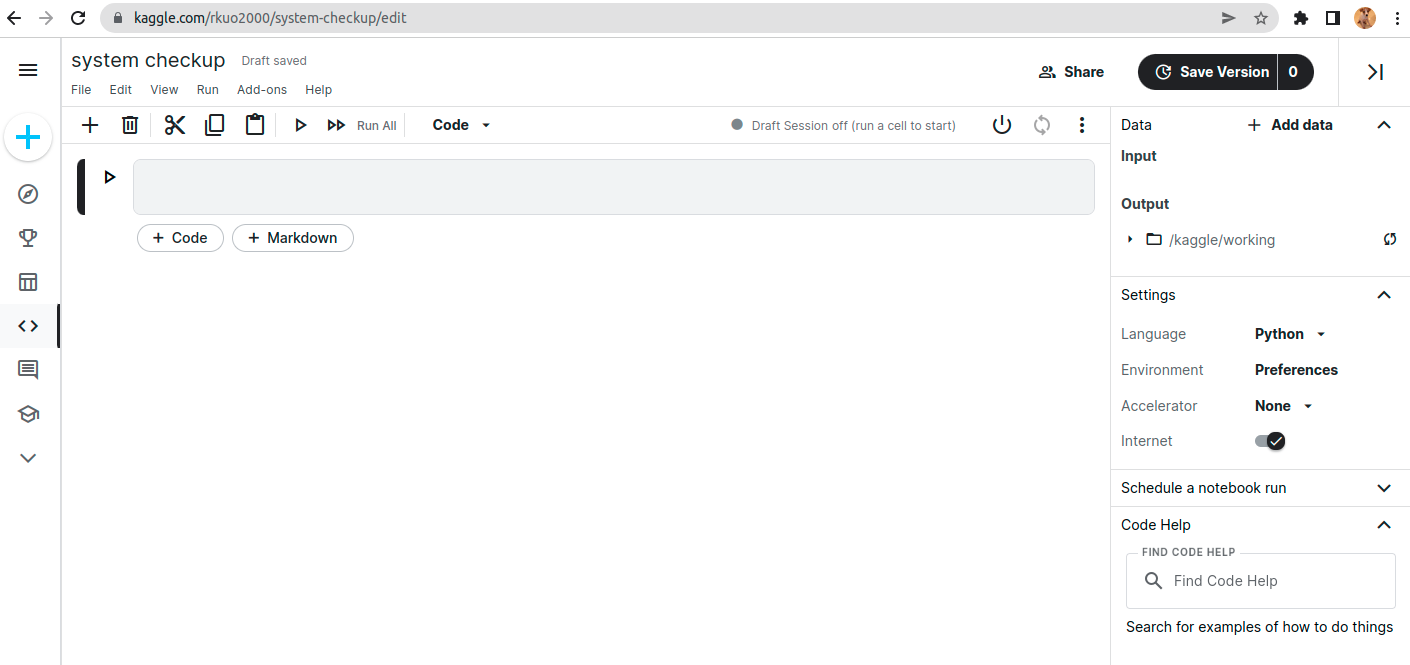 kaggle.com/rkuo2000/system-checkup/edit
system checkup Draft saved
File Edit View Run Add-ons Help
Share
Save Version 0
Run All
Code
Draft Session off (run a cell to start)
+ Code + Markdown
Data
+ Add data
Input
Output
/kaggle/working
Settings
Language Python
Environment Preferences
Accelerator None
Internet
Schedule a notebook run
Code Help
FIND CODE HELP
Find Code Help
Search for examples of how to do things